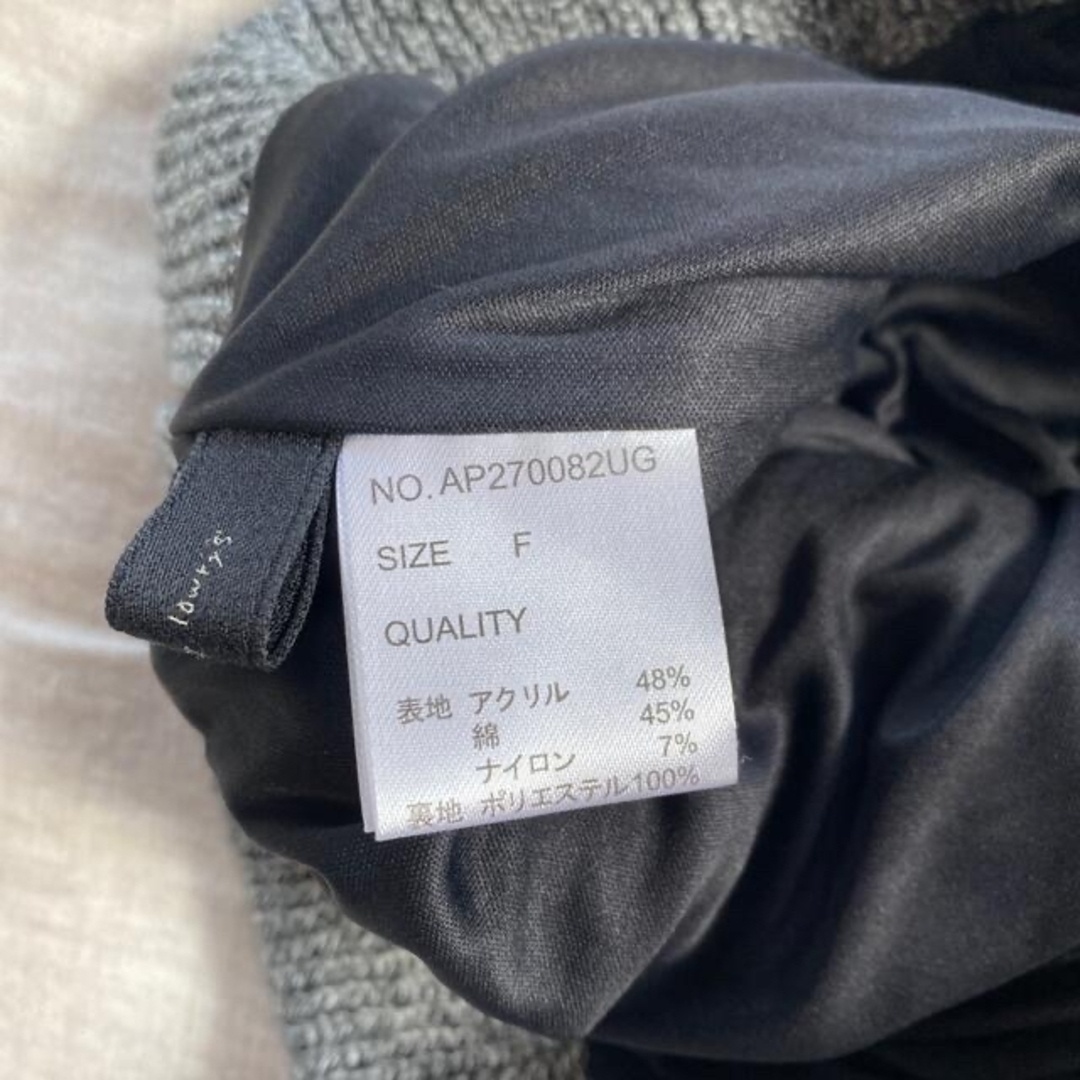 NO. AP270082UG
SIZE F
QUALITY
表地 アクリル 48%
綿 45%
ナイロン 7%
裏地 ポリエステル100%
lowrys